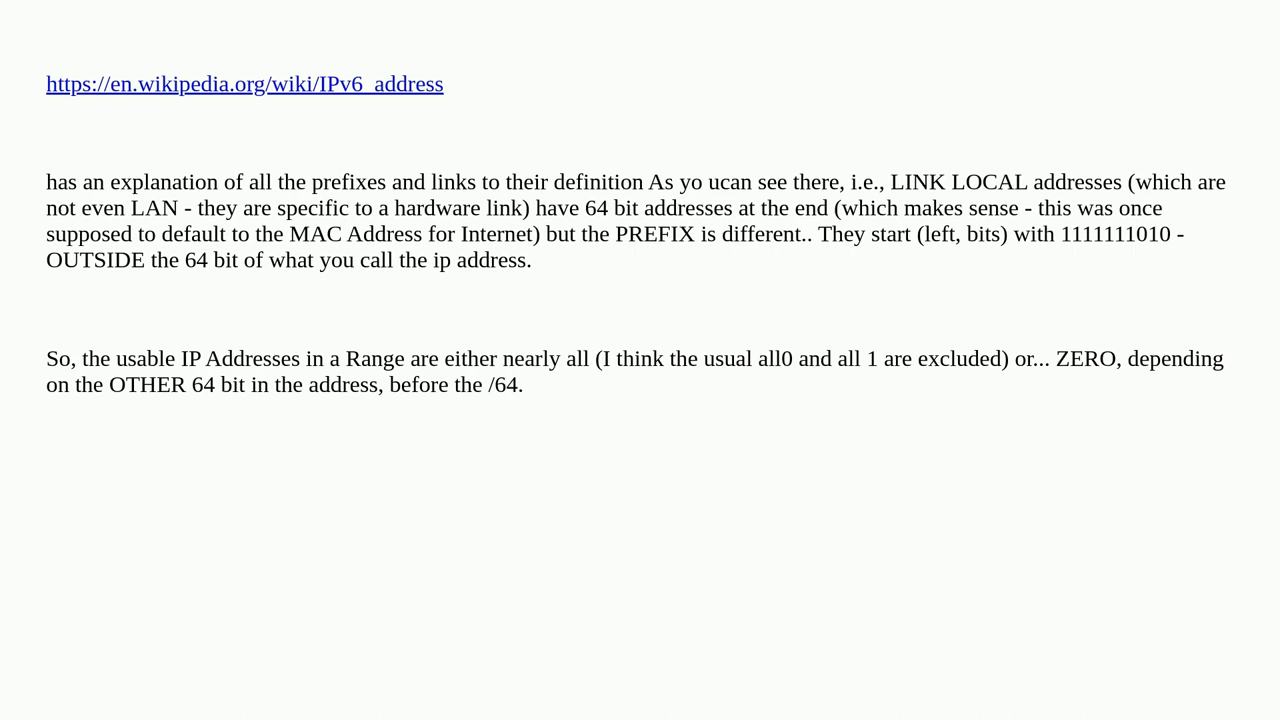 https://en.wikipedia.org/wiki/IPv6_address
has an explanation of all the prefixes and links to their definition As yo ucan see there, i.e., LINK LOCAL addresses (which are
not even LAN - they are specific to a hardware link) have 64 bit addresses at the end (which makes sense - this was once
supposed to default to the MAC Address for Internet) but the PREFIX is different.. They start (left, bits) with 1111111010 -
OUTSIDE the 64 bit of what you call the ip address.
So, the usable IP Addresses in a Range are either nearly all (I think the usual all0 and all 1 are excluded) or... ZERO, depending
on the OTHER 64 bit in the address, before the /64.